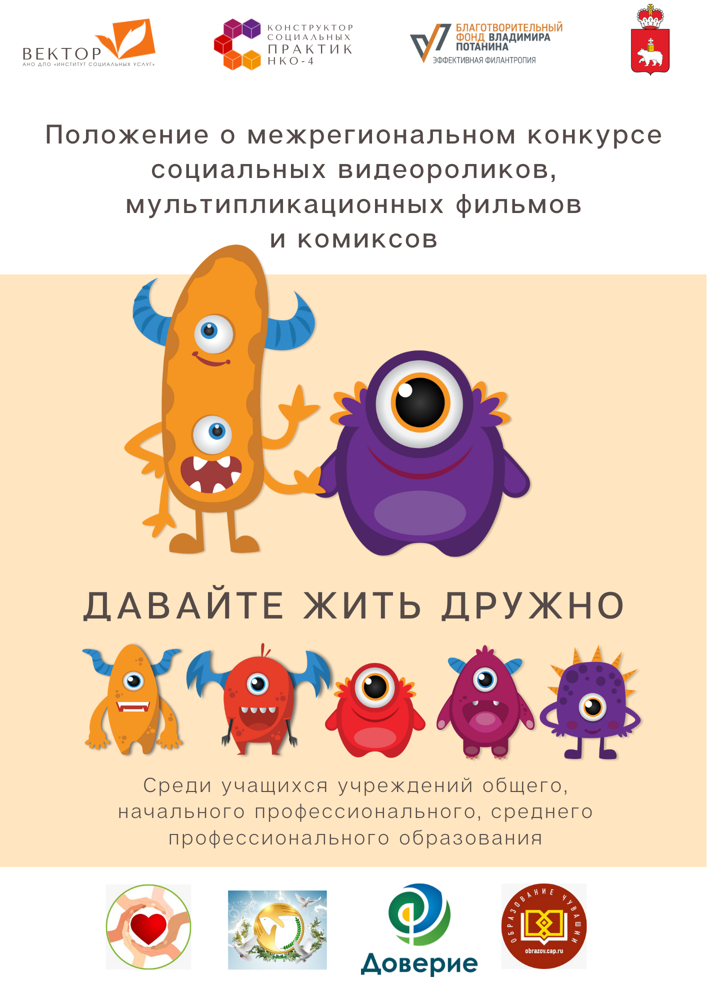 ВЕКТОР
АНО ДПО «ИНСТИТУТ СОЦИАЛЬНЫХ УСЛУГ»
КОНСТРУКТОР
СОЦИАЛЬНЫХ
ПРАКТИК
НКО-4
БЛАГОТВОРИТЕЛЬНЫЙ
ФОНД ВЛАДИМИРА
ПОТАНИНА
ЭФФЕКТИВНАЯ ФИЛАНТРОПИЯ
Положение о межрегиональном конкурсе
социальных видеороликов,
мультипликационных фильмов
и комиксов
ДАВАЙТЕ ЖИТЬ ДРУЖНО
Среди учащихся учреждений общего,
начального профессионального, среднего
профессионального образования
Доверие
ОБРАЗОВАНИЕ ЧУВАШИИ
obrazov.cap.ru